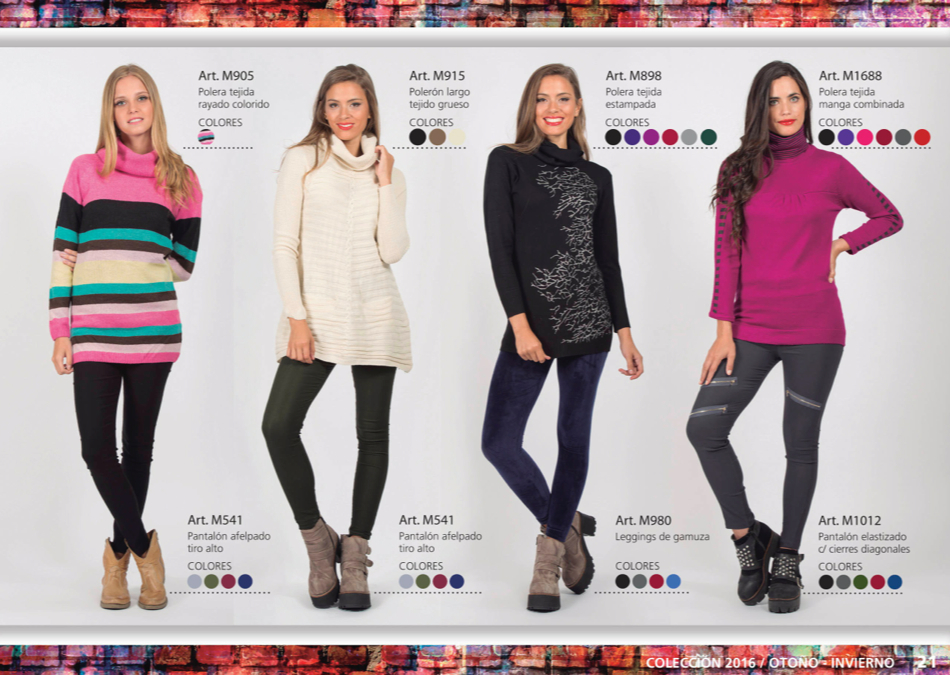 Art. M905
Polera tejida
rayado colorido
COLORES
Art. M915
Polerón largo
tejido grueso
COLORES
Art. M898
Polera tejida
estampada
COLORES
Art. M1688
Polera tejida
manga combinada
COLORES
Art. M541
Pantalón afelpado
tiro alto
COLORES
Art. M541
Pantalón afelpado
tiro alto
COLORES
Art. M980
Leggings de gamuza
COLORES
Art. M1012
Pantalón elastizado
c/ cierres diagonales
COLORES
COLECCIÓN 2016 / OTOÑO - INVIERNO 21